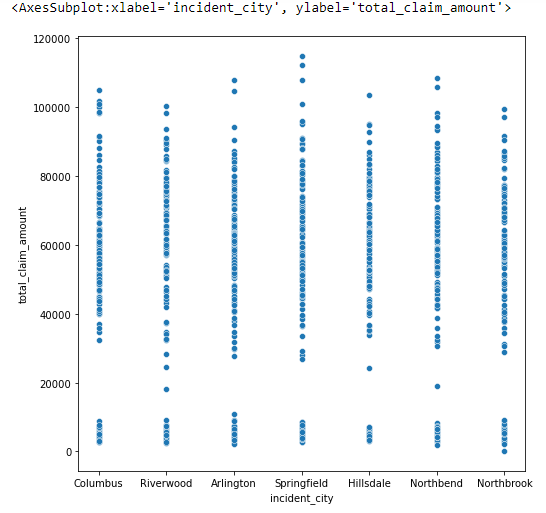 <AxesSubplot:xlabel='incident_city', ylabel='total_claim_amount'>
120000
100000
80000
60000
40000
20000
0
total_claim_amount
Columbus Riverwood Arlington Springfield Hillsdale Northbend Northbrook
incident_city